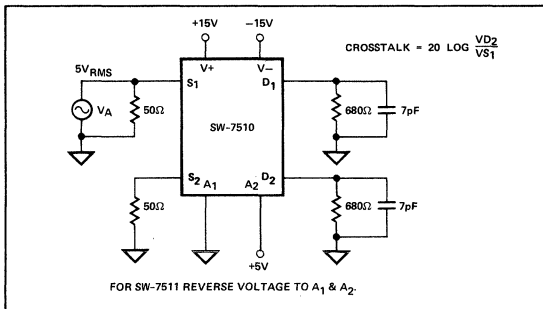 +15V
-15V
CROSSTALK = 20 LOG VD2
VS1
5VRMS
V+
V-
S1
D1
VA
50Ω
680Ω
7pF
SW-7510
S2
A1
A2
D2
50Ω
680Ω
7pF
+5V
FOR SW-7511 REVERSE VOLTAGE TO A1 & A2.